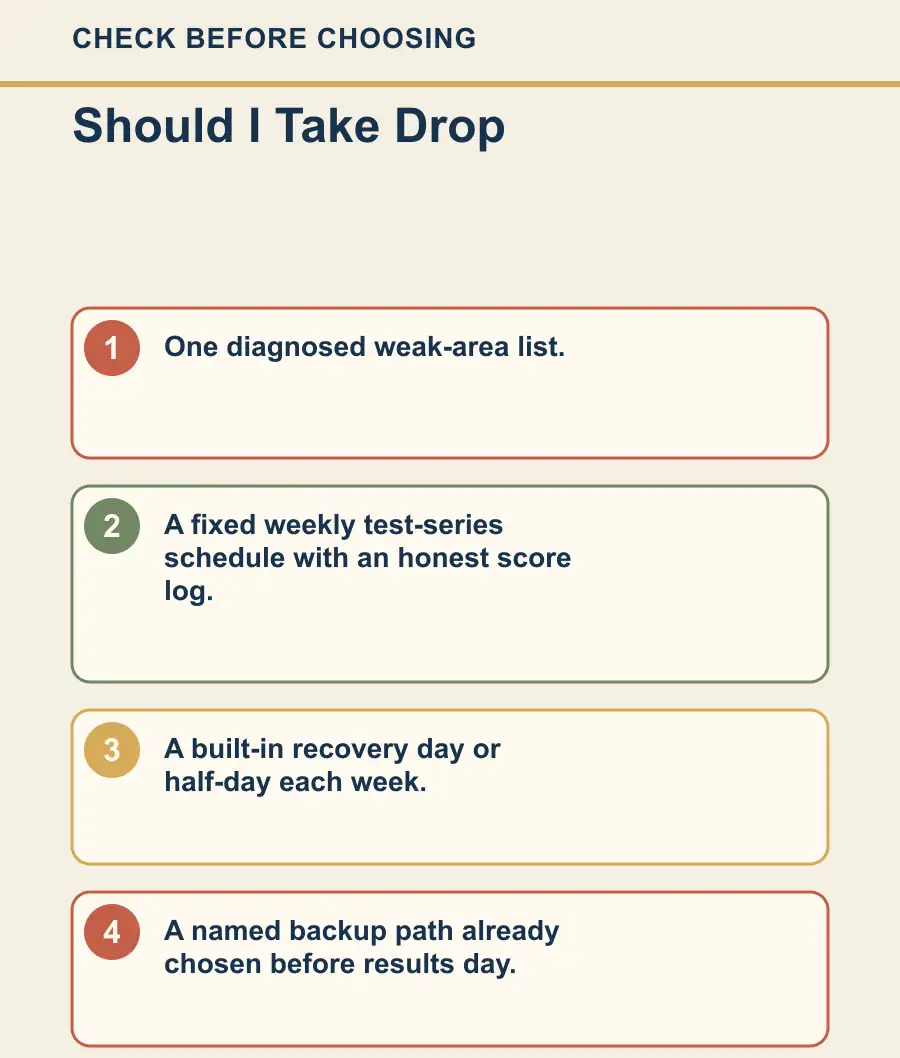 CHECK BEFORE CHOOSING
Should I Take Drop
1
One diagnosed weak-area list.
2
A fixed weekly test-series
schedule with an honest score
log.
3
A built-in recovery day or
half-day each week.
4
A named backup path already
chosen before results day.